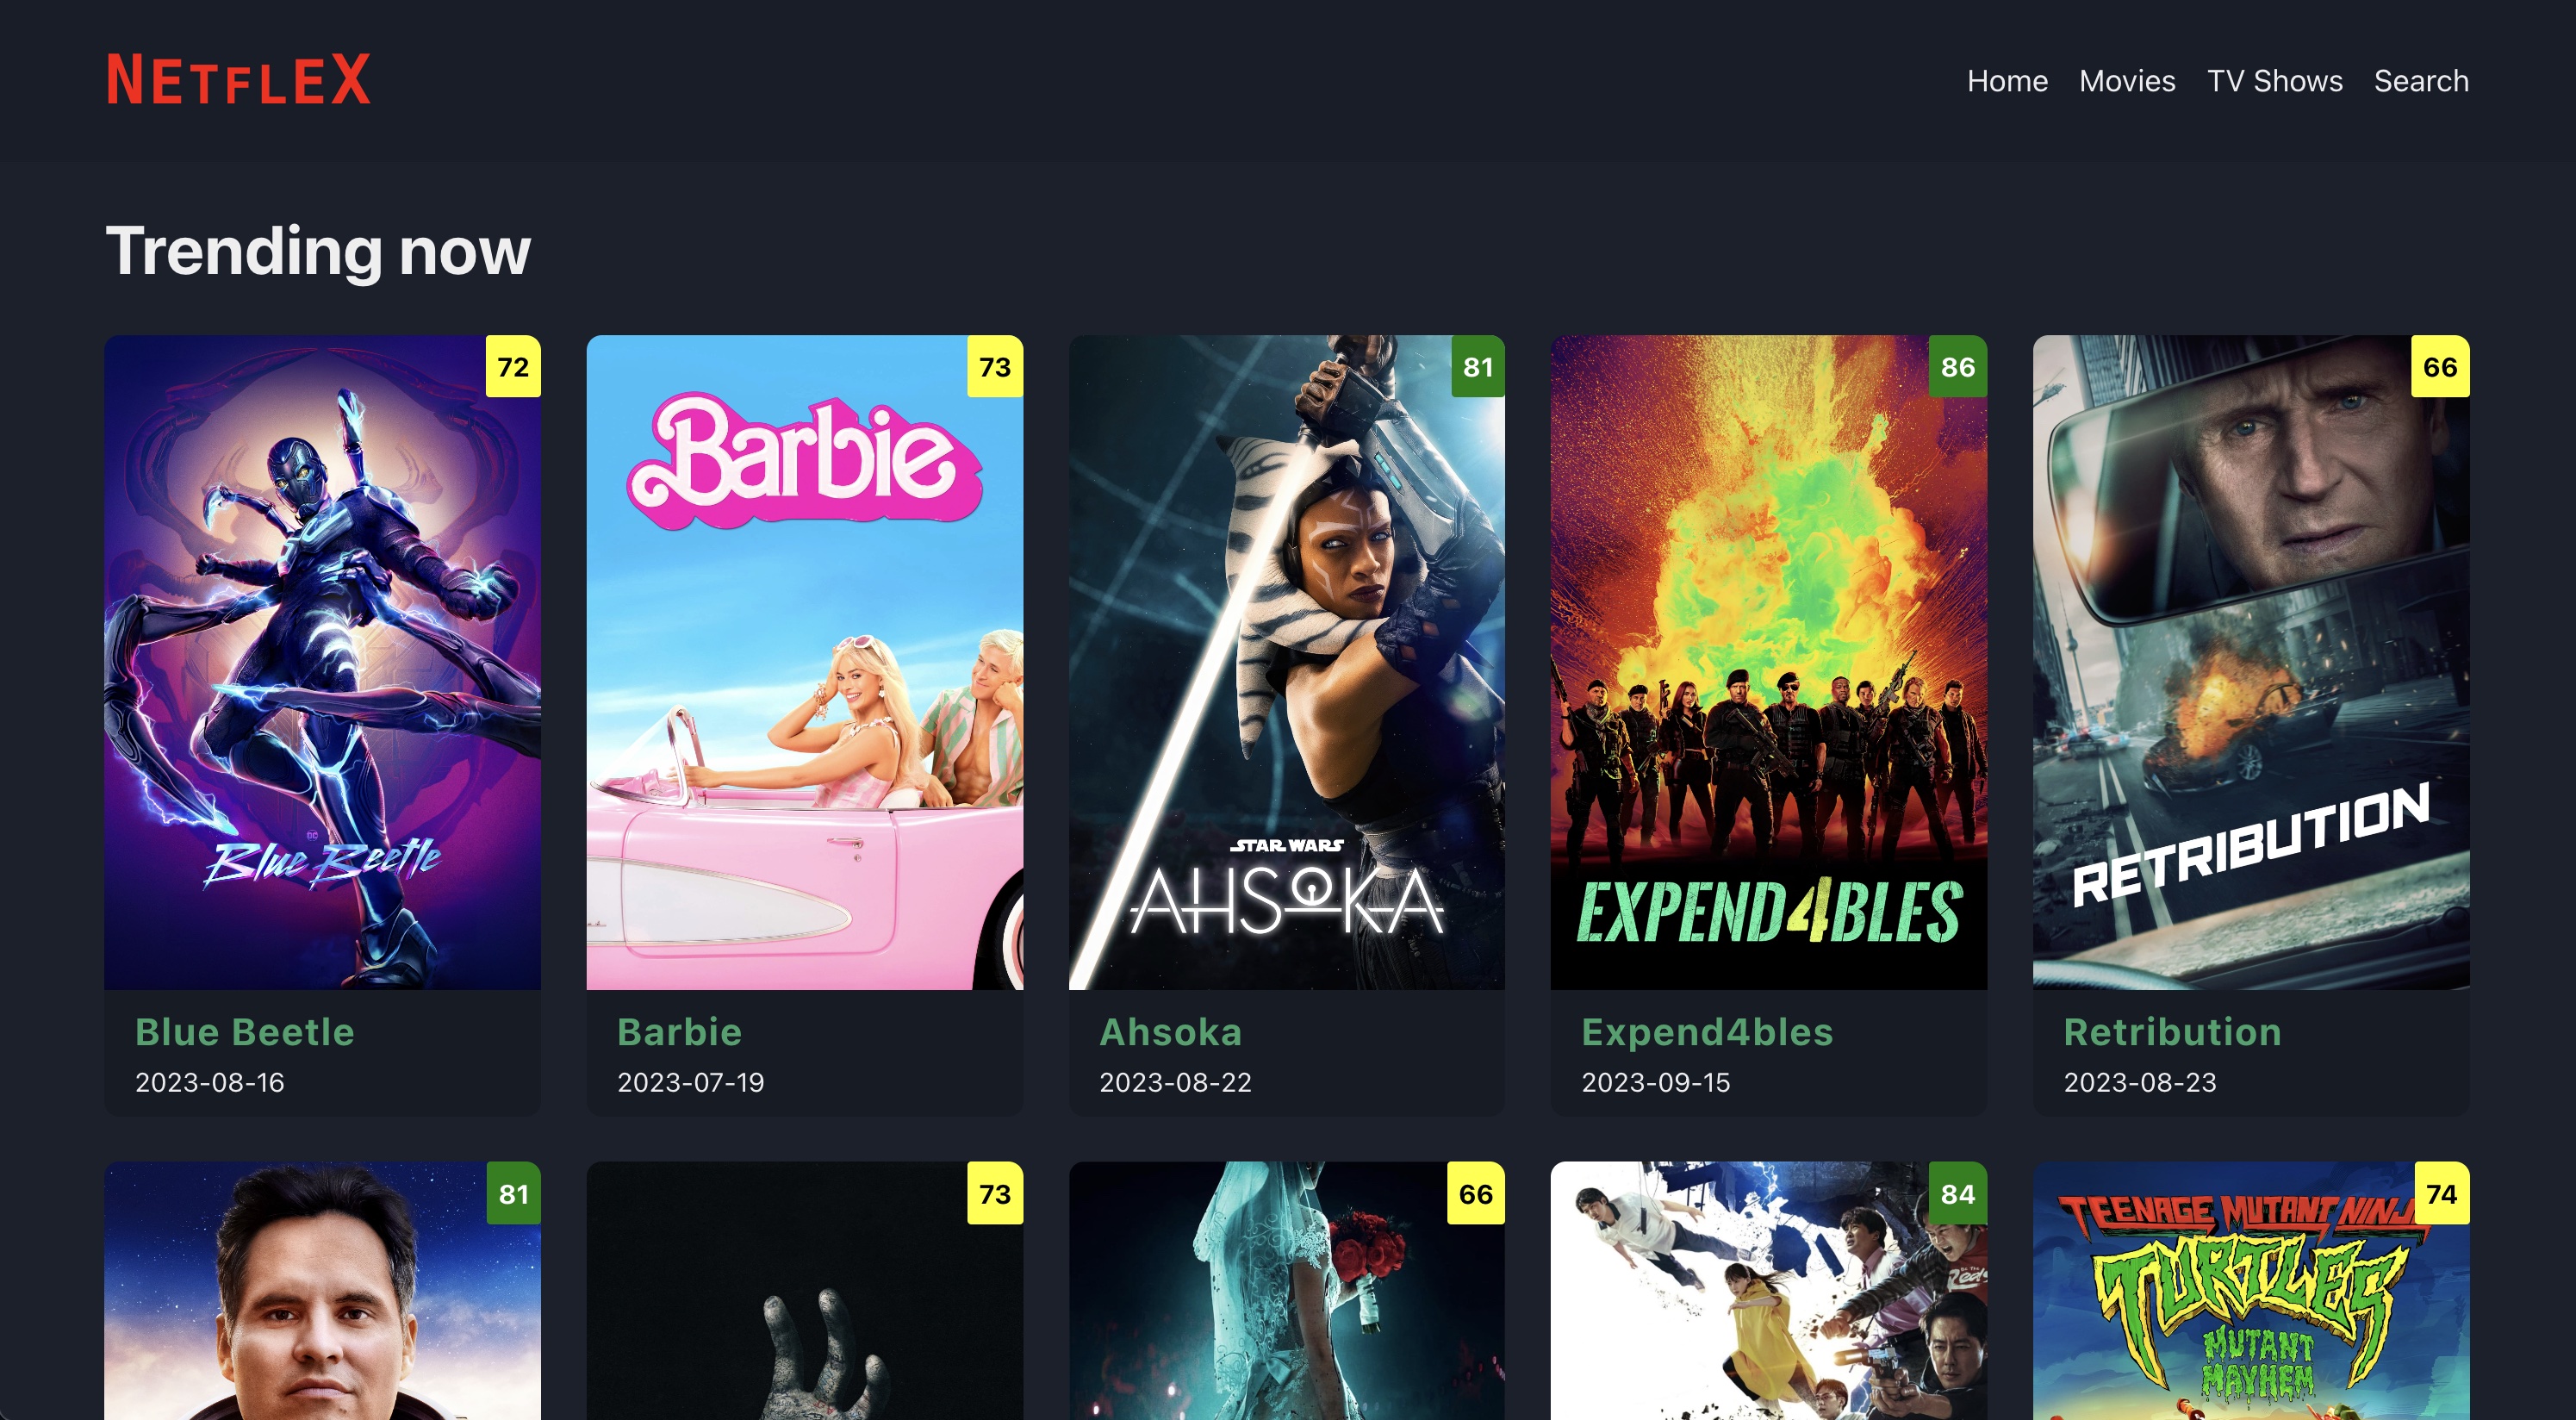 NETFLEX
Home Movies TV Shows Search
Trending now
72
Barbie
73
81
86
66
Blue Beetle
STAR WARS
AHSOKA
EXPEND4BLES
RETRIBUTION
Blue Beetle
2023-08-16
Barbie
2023-07-19
Ahsoka
2023-08-22
Expend4bles
2023-09-15
Retribution
2023-08-23
81
73
66
84
74
TEENAGE MUTANT NINJ
TURTLES
MUTANT
MAYHEM